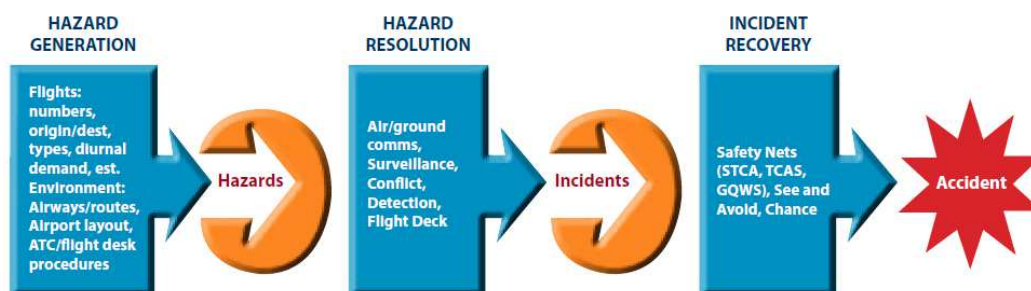 HAZARD
GENERATION
Flights:
numbers,
origin/dest,
types, diurnal
demand, est.
Environment:
Airways/routes,
Airport layout,
ATC/flight desk
procedures
Hazards
HAZARD
RESOLUTION
Air/ground
comms,
Surveillance,
Conflict,
Detection,
Flight Deck
Incidents
INCIDENT
RECOVERY
Safety Nets
(STCA, TCAS,
GQWS), See and
Avoid, Chance
Accident